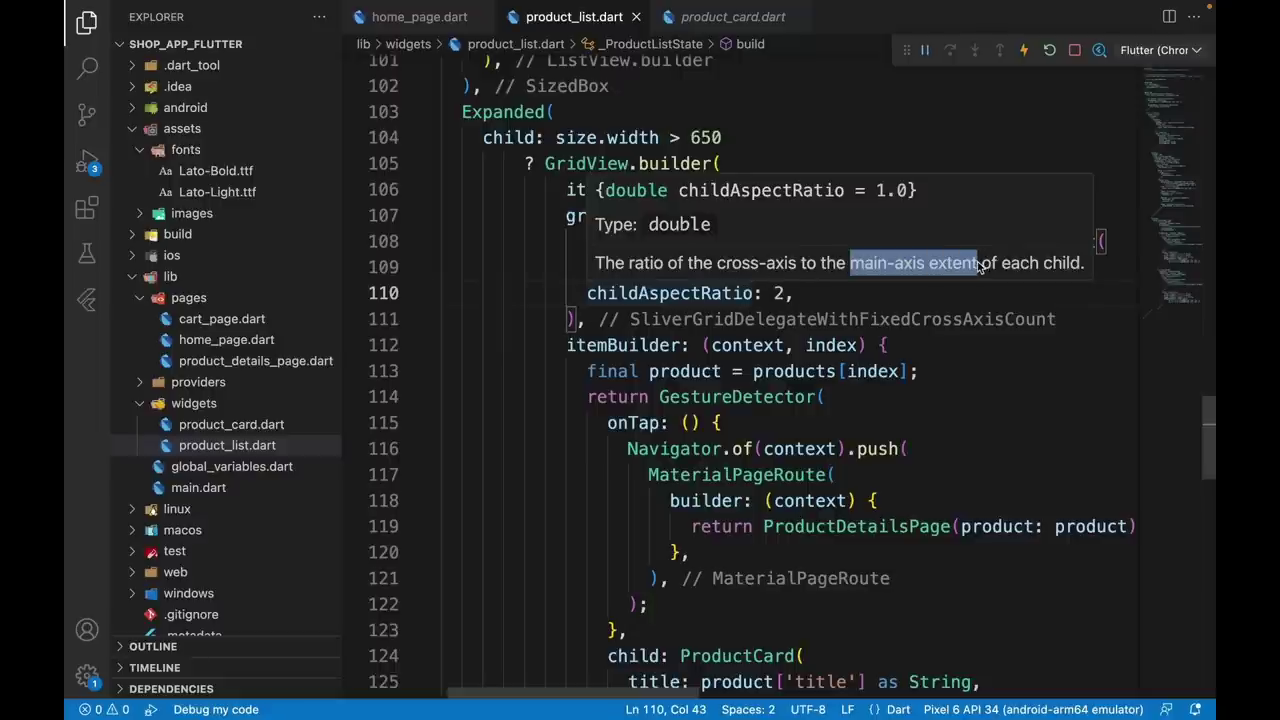 EXPLORER
SHOP_APP_FLUTTER
.dart_tool
.idea
android
assets
fonts
Aa Lato-Bold.ttf
Aa Lato-Light.ttf
images
build
ios
lib
pages
cart_page.dart
home_page.dart
product_details_page.dart
providers
widgets
product_card.dart
product_list.dart
global_variables.dart
main.dart
linux
macos
test
web
windows
.gitignore
.metadata
OUTLINE
TIMELINE
DEPENDENCIES
3
1
home_page.dart
product_list.dart
product_card.dart
lib > widgets > product_list.dart > _ProductListState > build
Flutter (Chror
101 ), // ListView.builder
102 ), // SizedBox
103 Expanded(
104 child: size.width > 650
105 ? GridView.builder(
106 it
107 gr
108 :(
109
110 childAspectRatio: 2,
111 ), // SliverGridDelegateWithFixedCrossAxisCount
112 itemBuilder: (context, index) {
113 final product = products[index];
114 return GestureDetector(
115 onTap: () {
116 Navigator.of(context).push(
117 MaterialPageRoute(
118 builder: (context) {
119 return ProductDetailsPage(product: product)
120 },
121 ), // MaterialPageRoute
122 );
123 },
124 child: ProductCard(
125 title: product['title'] as String,
{double childAspectRatio = 1.0}
Type: double
The ratio of the cross-axis to the main-axis extent of each child.
0 0 Debug my code Ln 110, Col 43 Spaces: 2 UTF-8 LF {} Dart Pixel 6 API 34 (android-arm64 emulator)